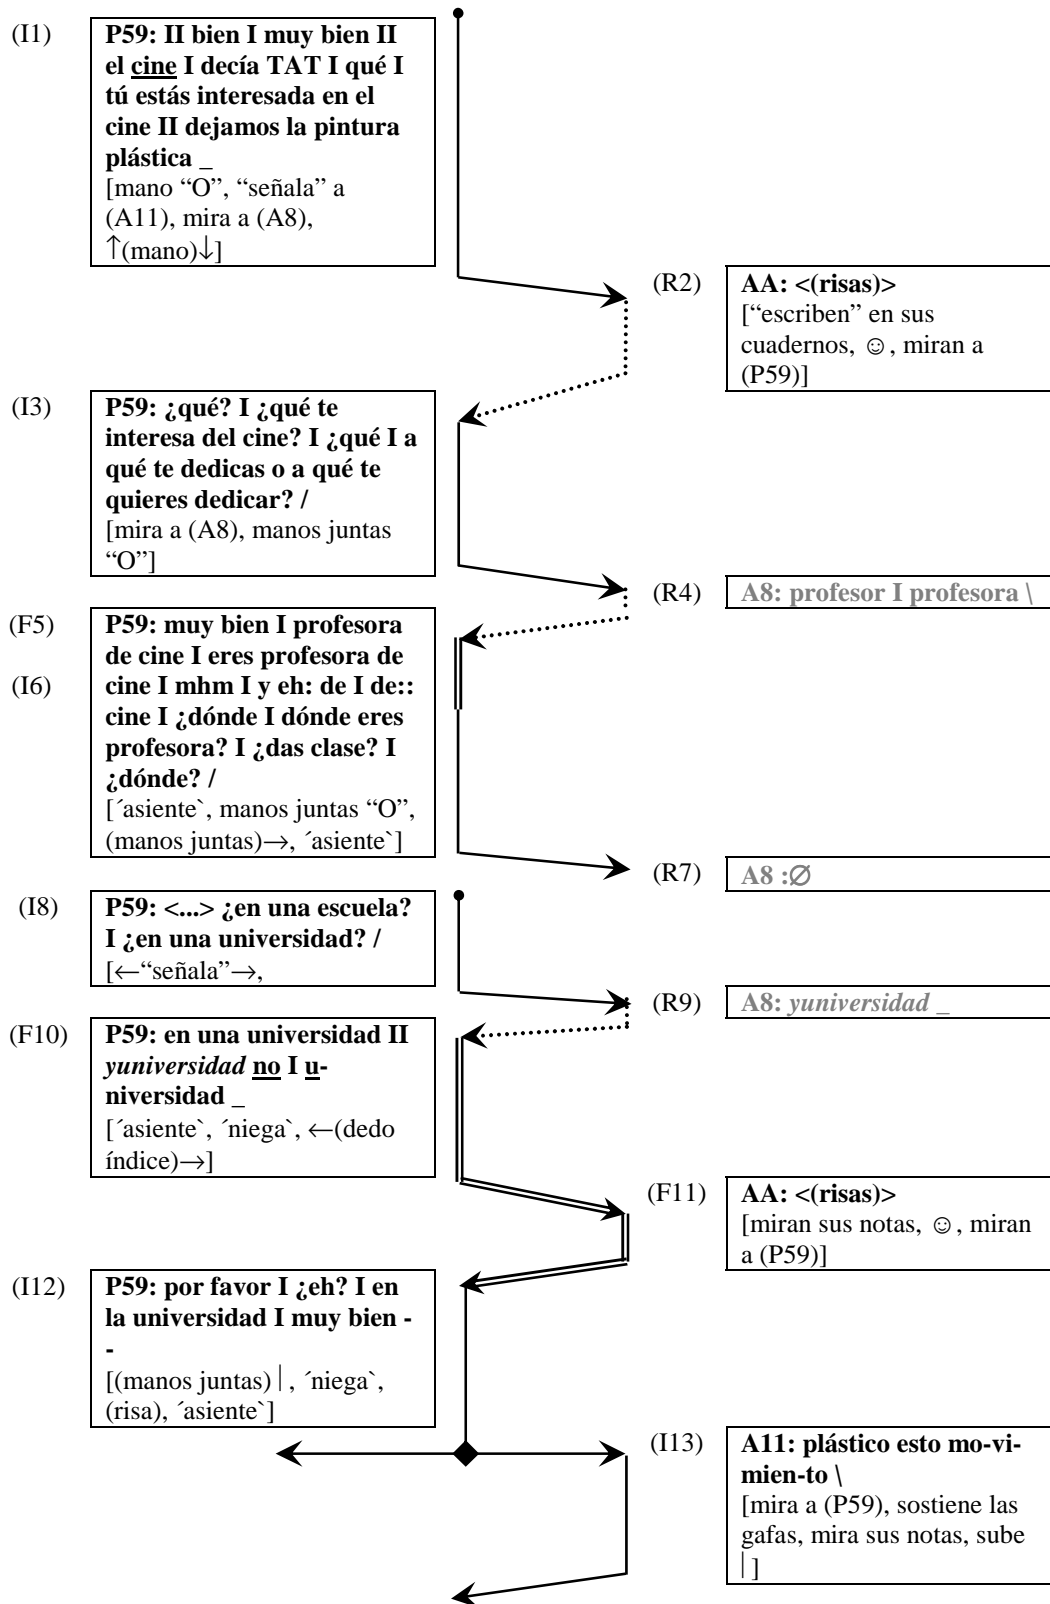 (I1)
P59: II bien I muy bien II
el cine I decía TAT I qué I
tú estás interesada en el
cine II dejamos la pintura
plástica _
[mano “O”, “señala” a
(A11), mira a (A8),
↑(mano)↓]
(R2)
AA: <(risas)>
[“escriben” en sus
cuadernos, ☺, miran a
(P59)]
(I3)
P59: ¿qué? I ¿qué te
interesa del cine? I ¿qué I a
qué te dedicas o a qué te
quieres dedicar? /
[mira a (A8), manos juntas
“O”]
(R4)
A8: profesor I profesora \
(F5)
(I6)
P59: muy bien I profesora
de cine I eres profesora de
cine I mhm I y eh: de I de::
cine I ¿dónde I dónde eres
profesora? I ¿das clase? I
¿dónde? /
[´asiente`, manos juntas “O”,
(manos juntas)→, ´asiente`]
(R7)
A8 :∅
(I8)
P59: <...> ¿en una escuela?
I ¿en una universidad? /
[←“señala”→,
(R9)
A8: yuniversidad _
(F10)
P59: en una universidad II
yuniversidad no I u-
niversidad _
[´asiente`, ´niega`, ←(dedo
índice)→]
(F11)
AA: <(risas)>
[miran sus notas, ☺, miran
a (P59)]
(I12)
P59: por favor I ¿eh? I en
la universidad I muy bien -
-
[(manos juntas)│, ´niega`,
(risa), ´asiente`]
(I13)
A11: plástico esto mo-vi-
mien-to \
[mira a (P59), sostiene las
gafas, mira sus notas, sube
│]